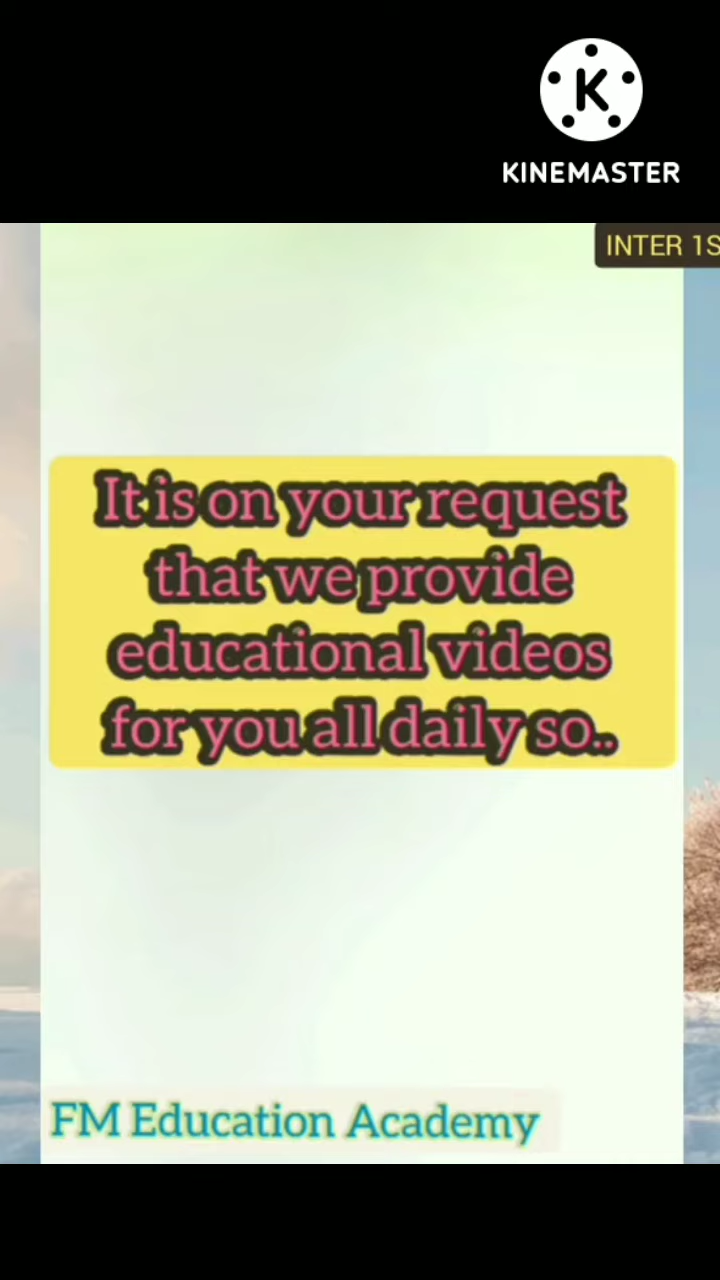 K
KINEMASTER
INTER 1S
It is on your request
that we provide
educational videos
for you all daily so..
FM Education Academy